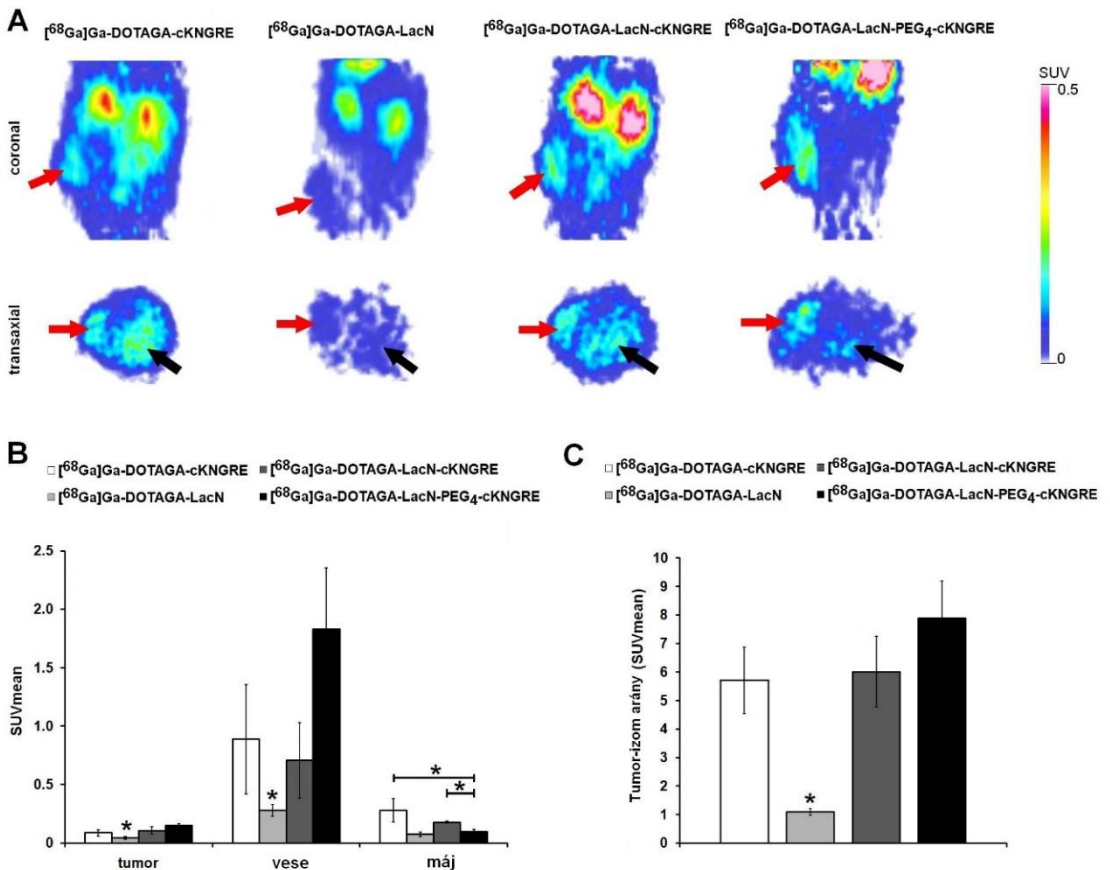 A
[68Ga]Ga-DOTAGA-cKNGRE
[68Ga]Ga-DOTAGA-LacN
[68Ga]Ga-DOTAGA-LacN-cKNGRE
[68Ga]Ga-DOTAGA-LacN-PEG4-cKNGRE
SUV
0.5
0
coronal
transaxial
B
[68Ga]Ga-DOTAGA-cKNGRE
[68Ga]Ga-DOTAGA-LacN-cKNGRE
[68Ga]Ga-DOTAGA-LacN
[68Ga]Ga-DOTAGA-LacN-PEG4-cKNGRE
SUVmean
2.5
2.0
1.5
1.0
0.5
0
*
*
*
*
tumor
vese
máj
C
[68Ga]Ga-DOTAGA-cKNGRE
[68Ga]Ga-DOTAGA-LacN-cKNGRE
[68Ga]Ga-DOTAGA-LacN
[68Ga]Ga-DOTAGA-LacN-PEG4-cKNGRE
Tumor-izom arány (SUVmean)
10
9
8
7
6
5
4
3
2
1
0
*